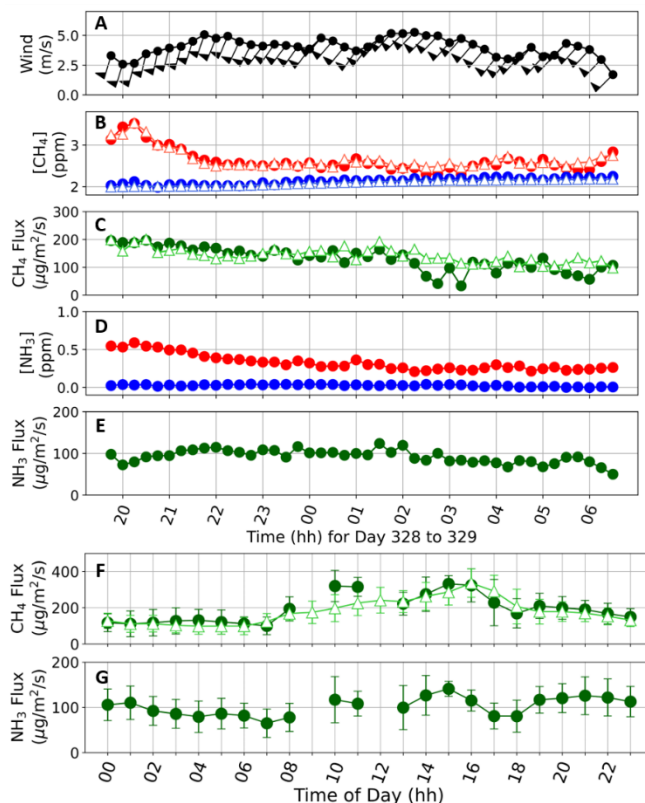 A
Wind
(m/s)
5.0
2.5
0.0
B
[CH₄]
(ppm)
3
2
C
CH₄ Flux
(µg/m²/s)
300
200
100
0
D
[NH₃]
(ppm)
1.0
0.5
0.0
E
NH₃ Flux
(µg/m²/s)
200
100
0
20 21 22 23 00 01 02 03 04 05 06
Time (hh) for Day 328 to 329
F
CH₄ Flux
(µg/m²/s)
400
200
0
G
NH₃ Flux
(µg/m²/s)
200
100
0
00 02 04 06 08 10 12 14 16 18 20 22
Time of Day (hh)